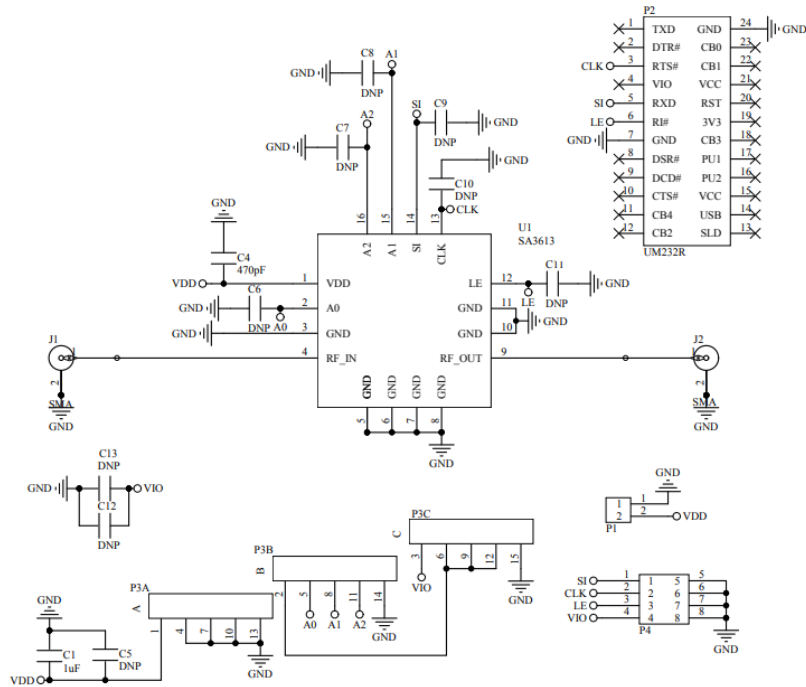 P2
1 TXD GND 24 GND
2 DTR# CB0 23
CLK 3 RTS# CB1 22
4 VIO VCC 21
SI 5 RXD RST 20
LE 6 RI# 3V3 19
GND 7 GND CB3 18
8 DSR# PU1 17
9 DCD# PU2 16
10 CTS# VCC 15
11 CB4 USB 14
12 CB2 SLD 13
UM232R
C8 A1
GND
DNP
A2
C7
GND
DNP
SI C9
GND
DNP
GND
C10
DNP
CLK
16 15 14 13
A2 A1 SI CLK
U1
SA3613
GND
C4
470pF
VDD 1 VDD
C6
GND 2 A0
DNP A0
GND 3 GND
4 RF_IN
LE 12 C11
GND
DNP
LE
GND 11
GND
GND 10
RF_OUT 9
GND GND GND GND
5 6 7 8
GND
J1
1
2
SMA
GND
J2
1
2
SMA
GND
C13
DNP
GND VIO
C12
DNP
GND
1
2
P1
1
2 VDD
P3C
C
3 6 9 12 15
VIO
GND
P3B
B
2 5 8 11 14
A0 A1 A2
GND
P3A
A
1 4 7 10 13
GND
GND
C1
1uF
C5
DNP
VDD
SI 1 1 5 5
CLK 2 2 6 6
LE 3 3 7 7
VIO 4 4 8 8
P4
GND